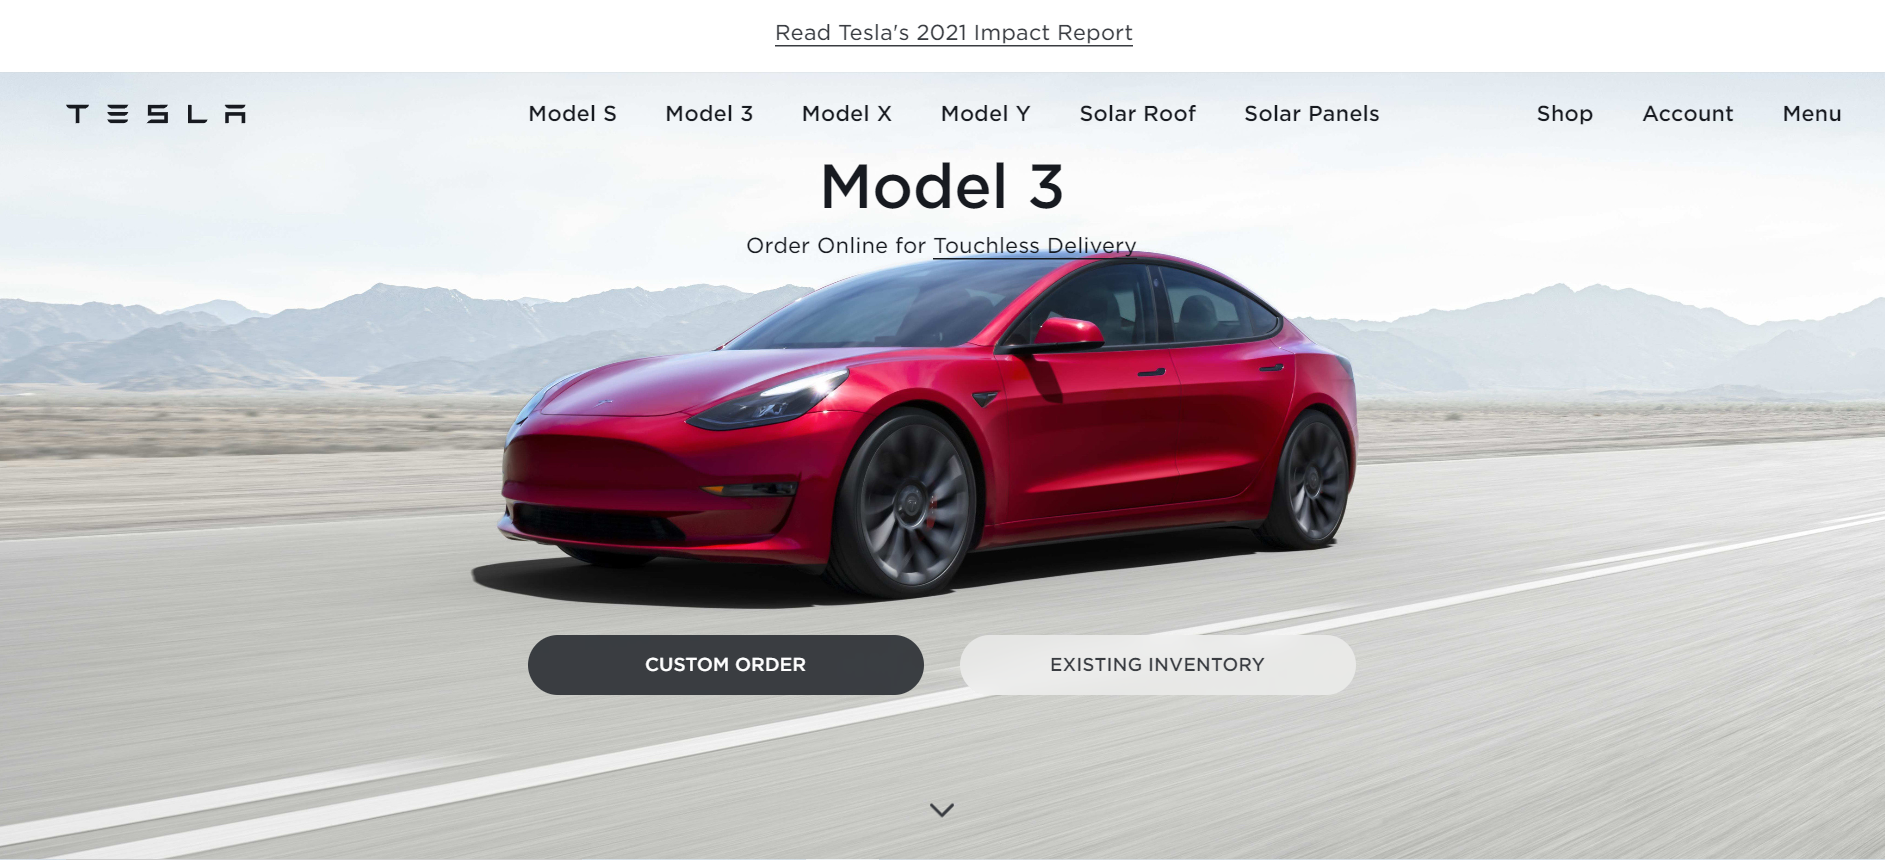 Read Tesla's 2021 Impact Report
TESLA Model S Model 3 Model X Model Y Solar Roof Solar Panels Shop Account Menu
Model 3
Order Online for Touchless Delivery
CUSTOM ORDER EXISTING INVENTORY